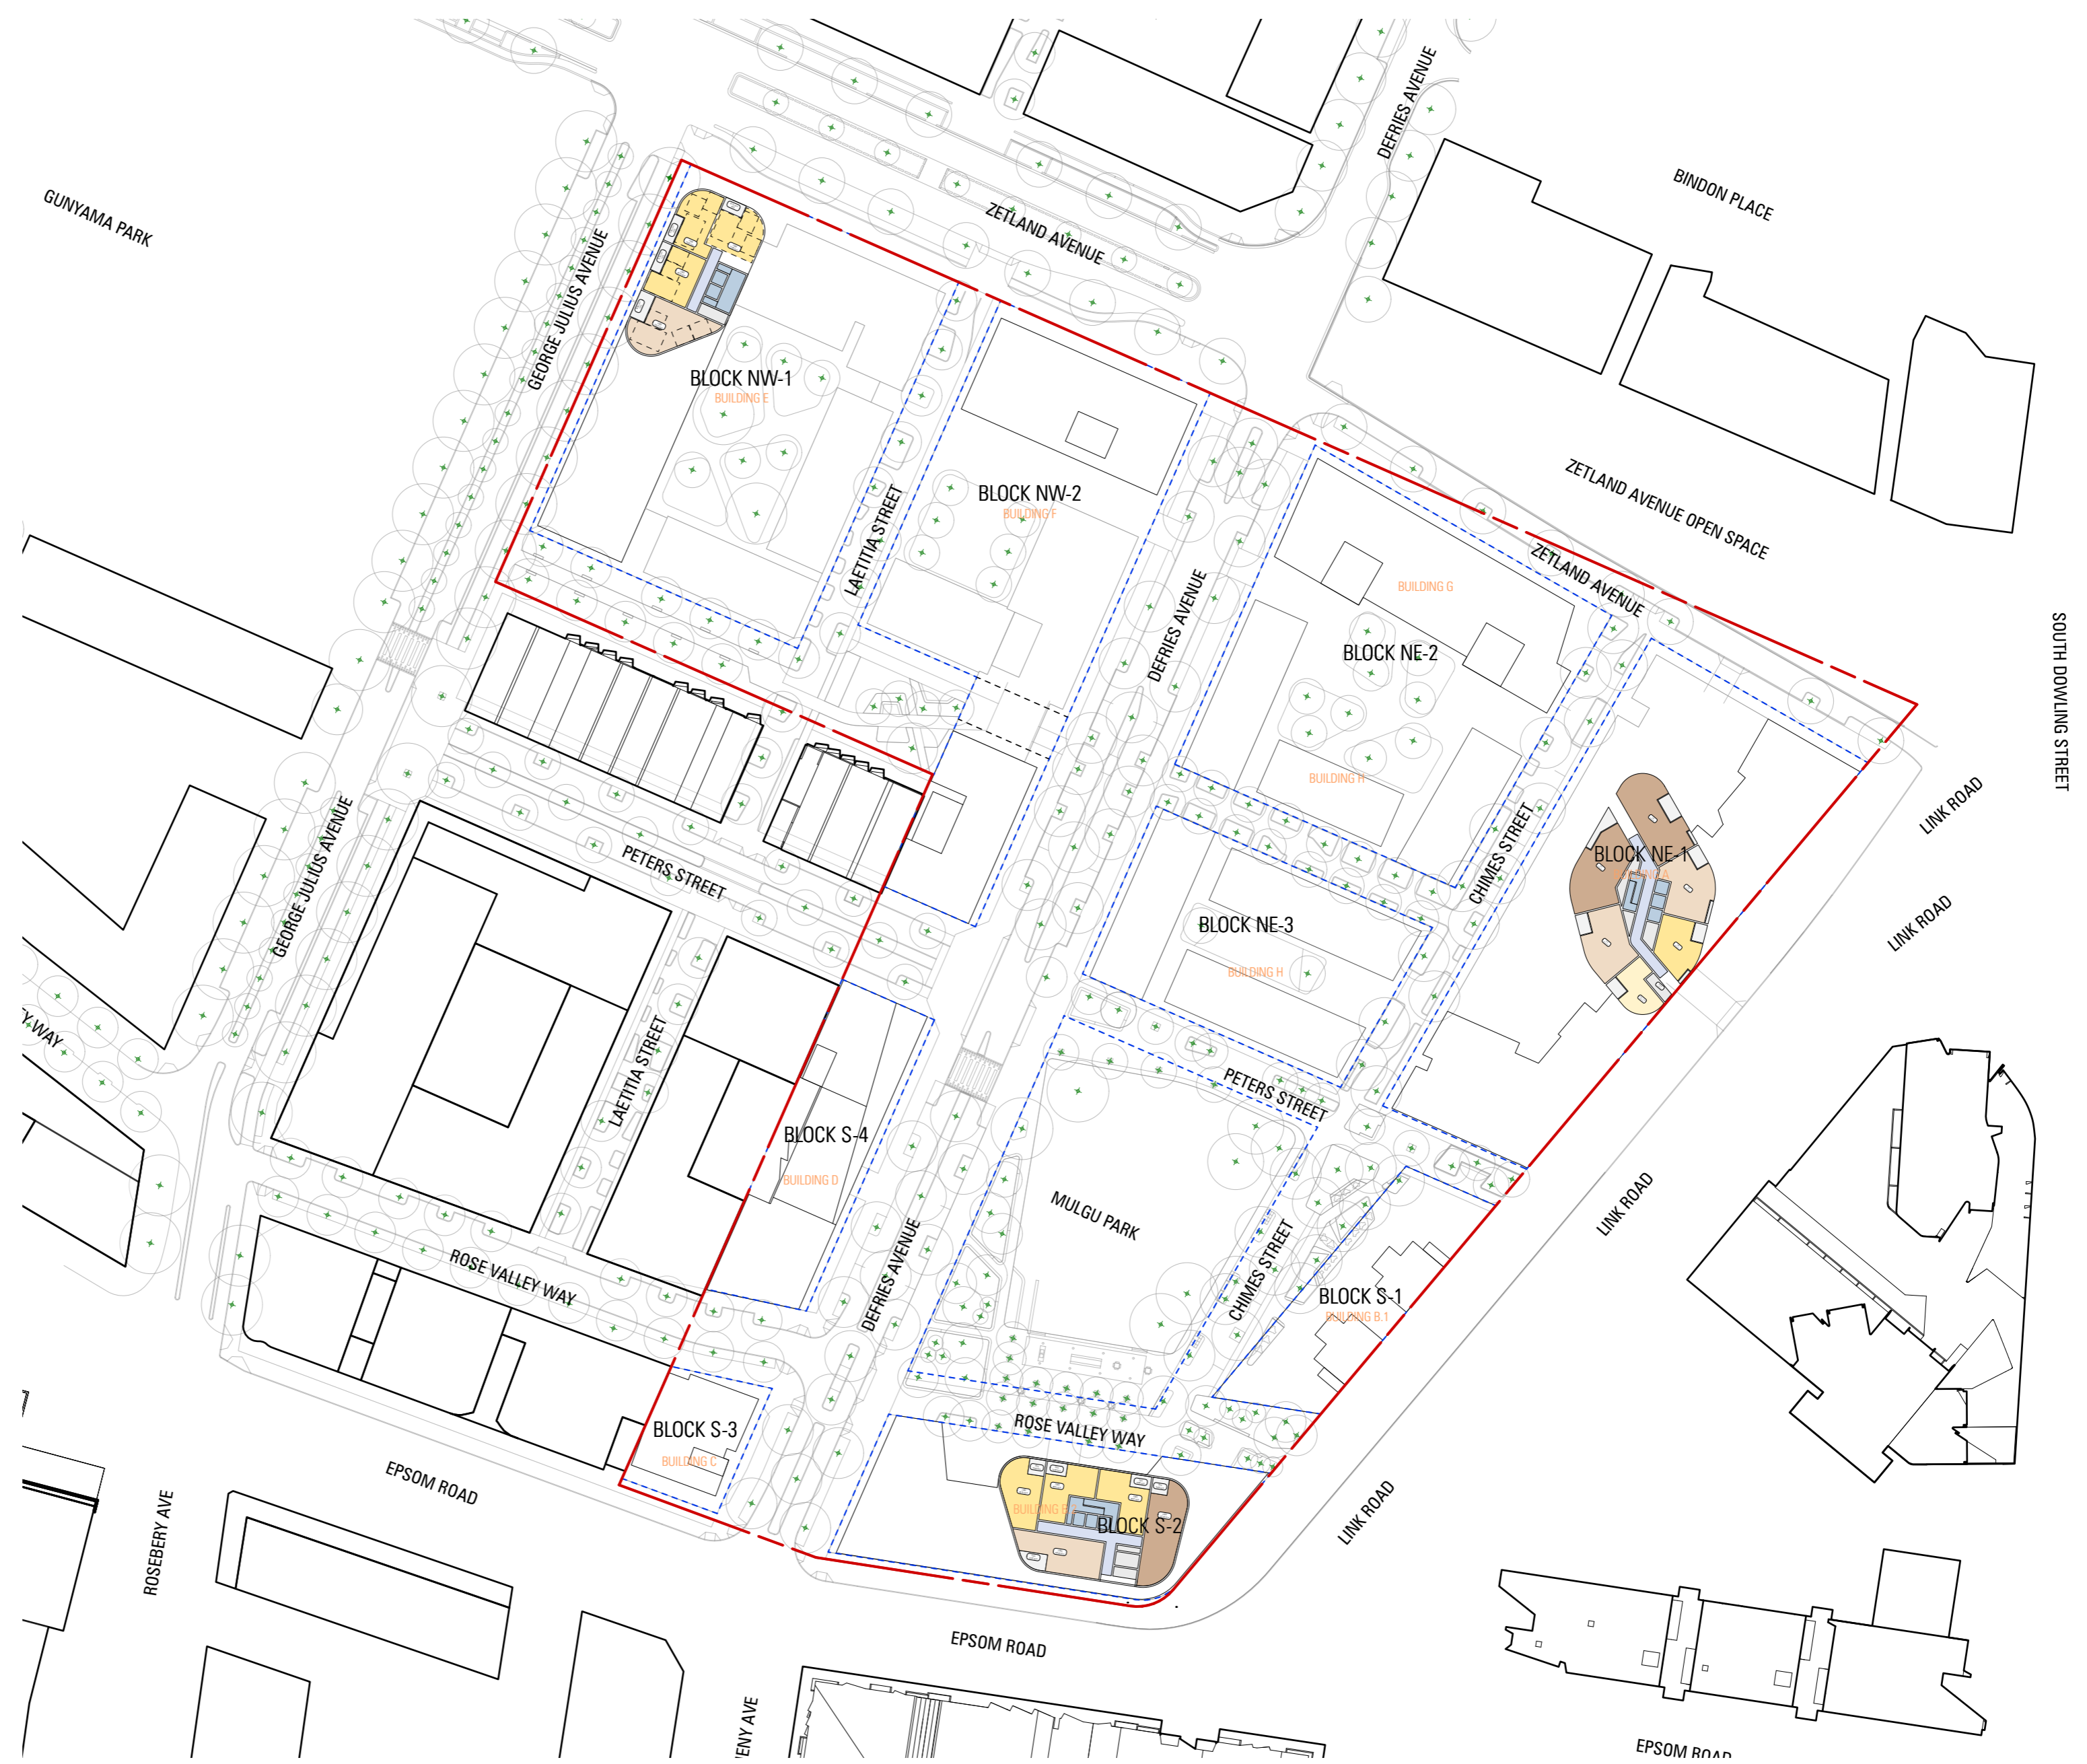 DEFRIES AVENUE
BINDON PLACE
GUNYAMA PARK
ZETLAND AVENUE
GEORGE JULIUS AVENUE
BLOCK NW-1
BUILDING E
BLOCK NW-2
BUILDING F
LAETITIA STREET
ZETLAND AVENUE OPEN SPACE
ZETLAND AVENUE
BUILDING G
DEFRIES AVENUE
BLOCK NE-2
SOUTH DOWLING STREET
BUILDING H
LINK ROAD
CHIMES STREET
BLOCK NE-1
PETERS STREET
GEORGE JULIUS AVENUE
BLOCK NE-3
LINK ROAD
BUILDING H
LAETITIA STREET
PETERS STREET
BLOCK S-4
BUILDING D
MULGU PARK
LINK ROAD
ROSE VALLEY WAY
DEFRIES AVENUE
CHIMES STREET
BLOCK S-1
BUILDING B.1
BLOCK S-3
BUILDING C
ROSE VALLEY WAY
EPSOM ROAD
ROSEBERY AVE
BLOCK S-2
LINK ROAD
EPSOM ROAD
EPSOM ROAD